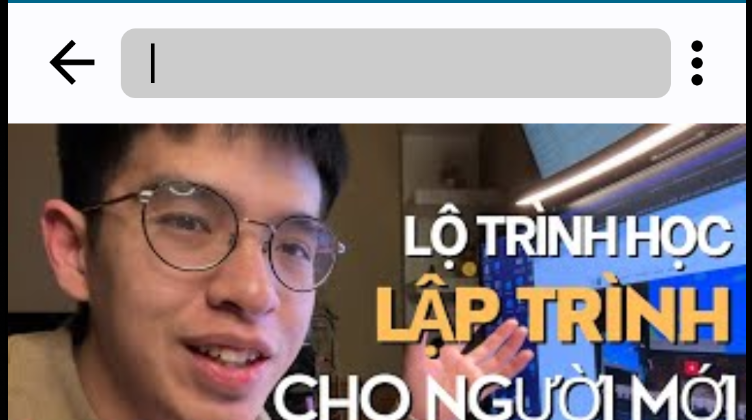 LỘ TRÌNH HỌC
LẬP TRÌNH
CHO NGƯỜI MỚI